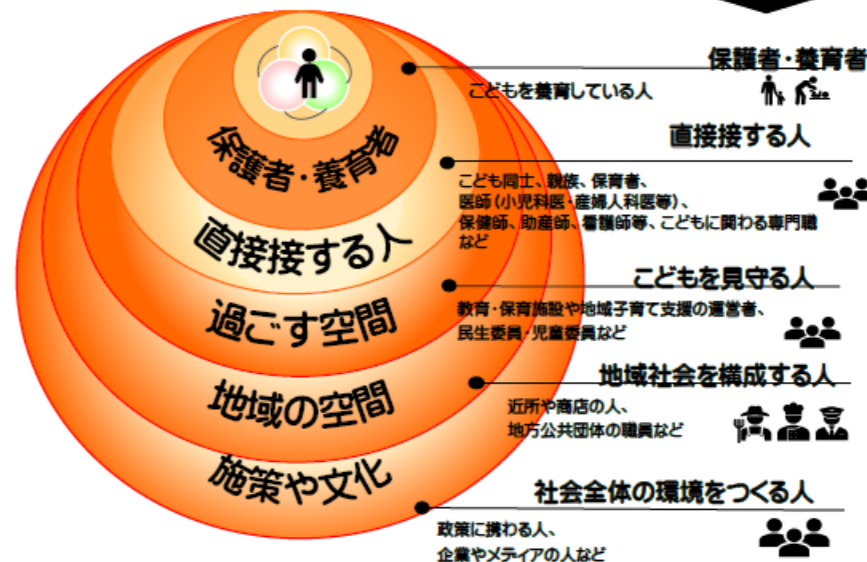 保護者・養育者
こどもを養育している人
直接接する人
こども同士、親族、保育者、
医師（小児科医・産婦人科医等）、
保健師、助産師、看護師等、こどもに関わる専門職
など
こどもを見守る人
教育・保育施設や地域子育て支援の運営者、
民生委員・児童委員など
地域社会を構成する人
近所や商店の人、
地方公共団体の職員など
社会全体の環境をつくる人
政策に携わる人、
企業やメディアの人など
保護者・養育者
直接接する人
過ごす空間
地域の空間
施策や文化